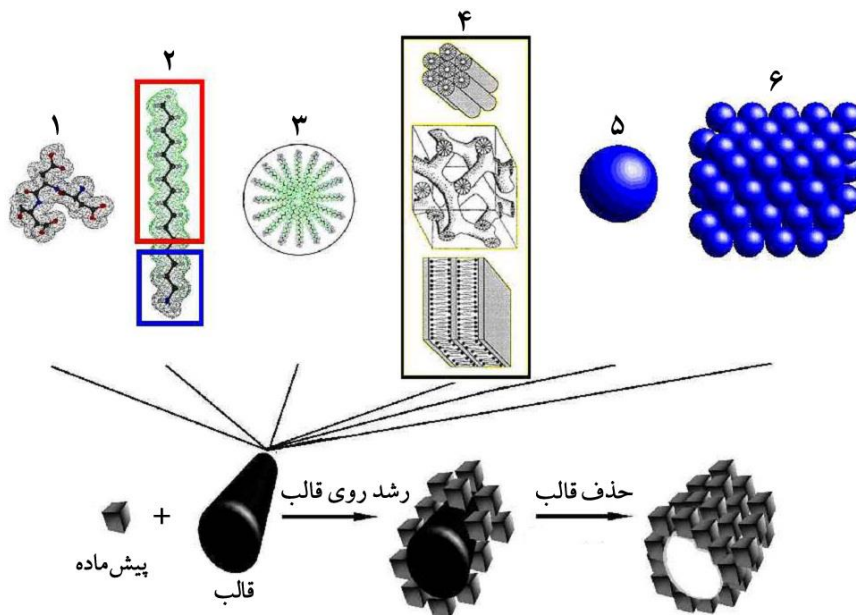 ۱
۲
۳
۴
۵
۶
پیش‌ماده
+
قالب
رشد روی قالب
حذف قالب